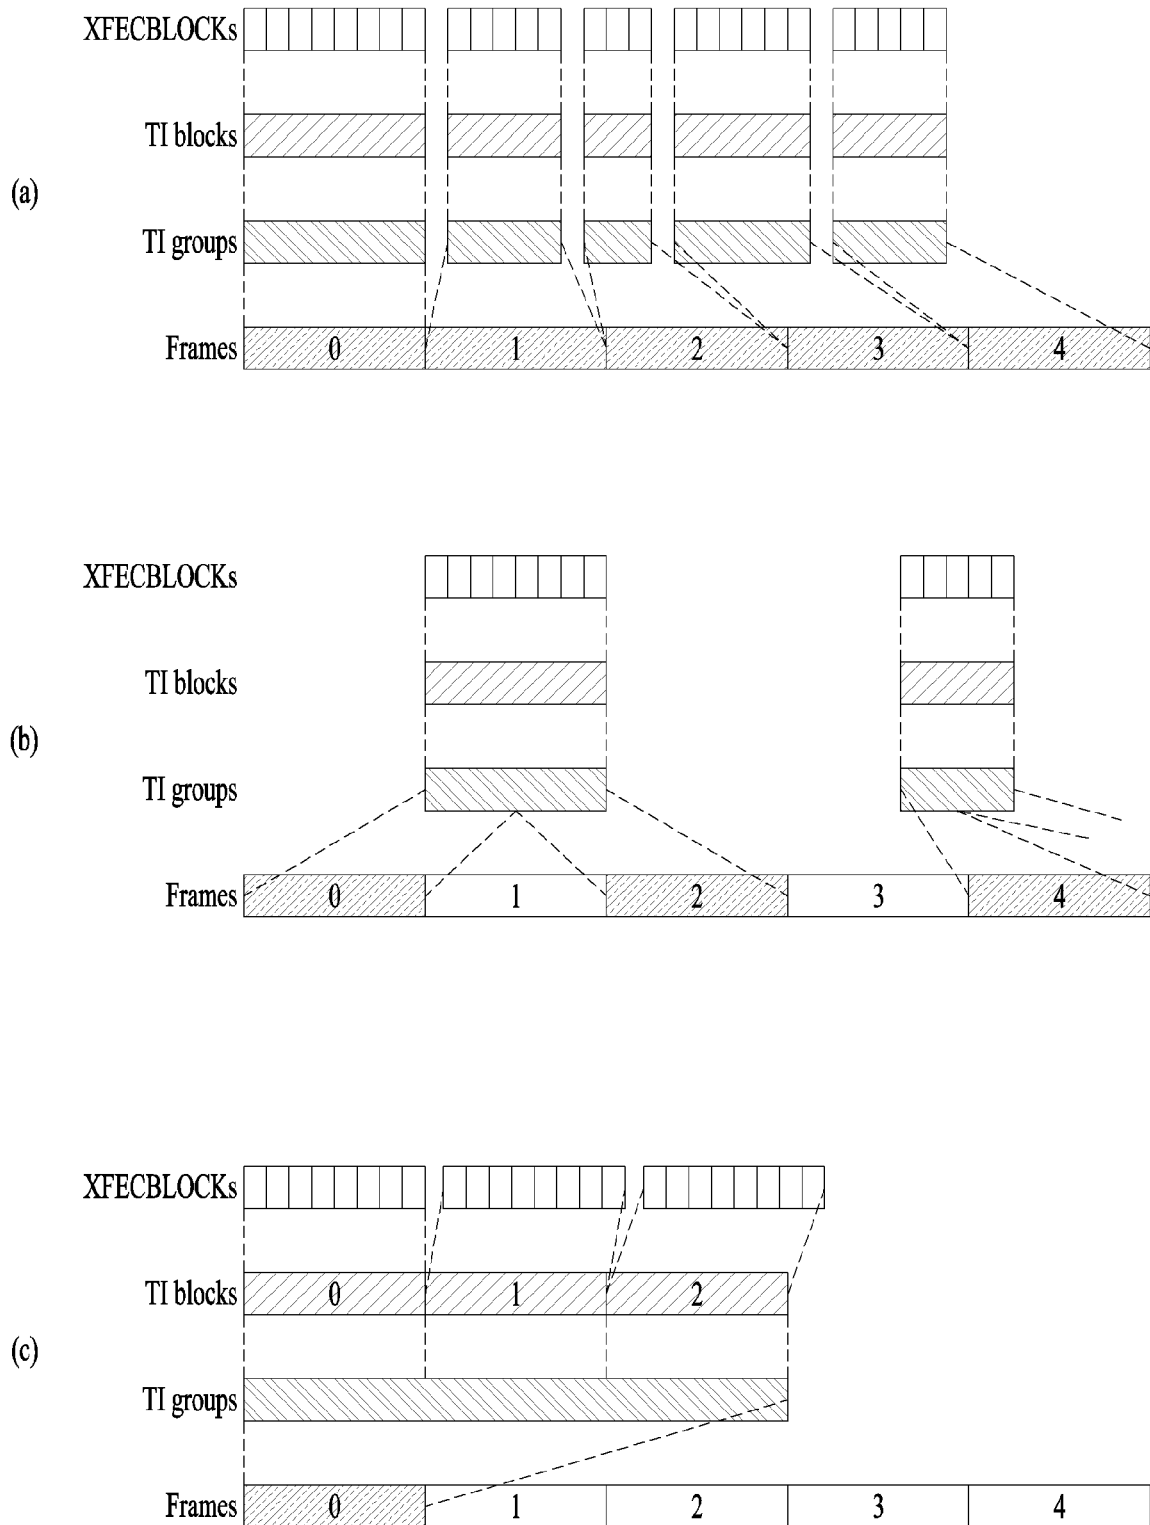 XFECBLOCKs
TI blocks
(a)
TI groups
Frames 0 1 2 3 4
XFECBLOCKs
TI blocks
(b)
TI groups
Frames 0 1 2 3 4
XFECBLOCKs
TI blocks 0 1 2
(c)
TI groups
Frames 0 1 2 3 4